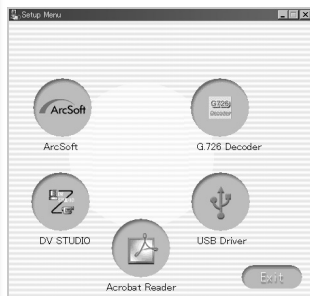 Setup Menu
ArcSoft
G.726
Decoder
ArcSoft
G.726 Decoder
DV STUDIO
USB Driver
Acrobat Reader
Exit